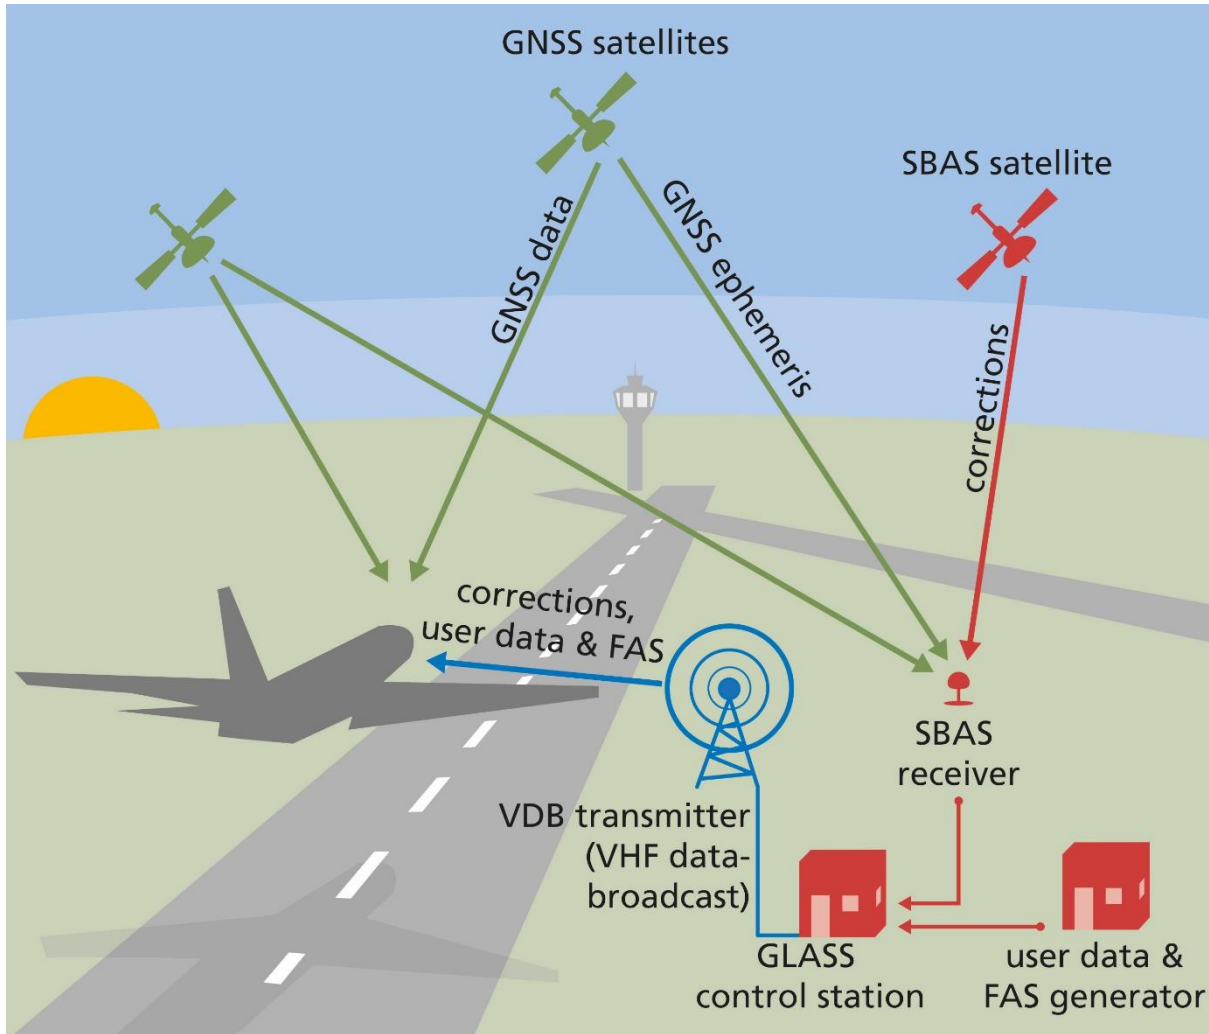 GNSS satellites
SBAS satellite
GNSS data
GNSS ephemeris
corrections
corrections,
user data & FAS
SBAS
receiver
VDB transmitter
(VHF data-
broadcast)
GLASS
control station
user data &
FAS generator